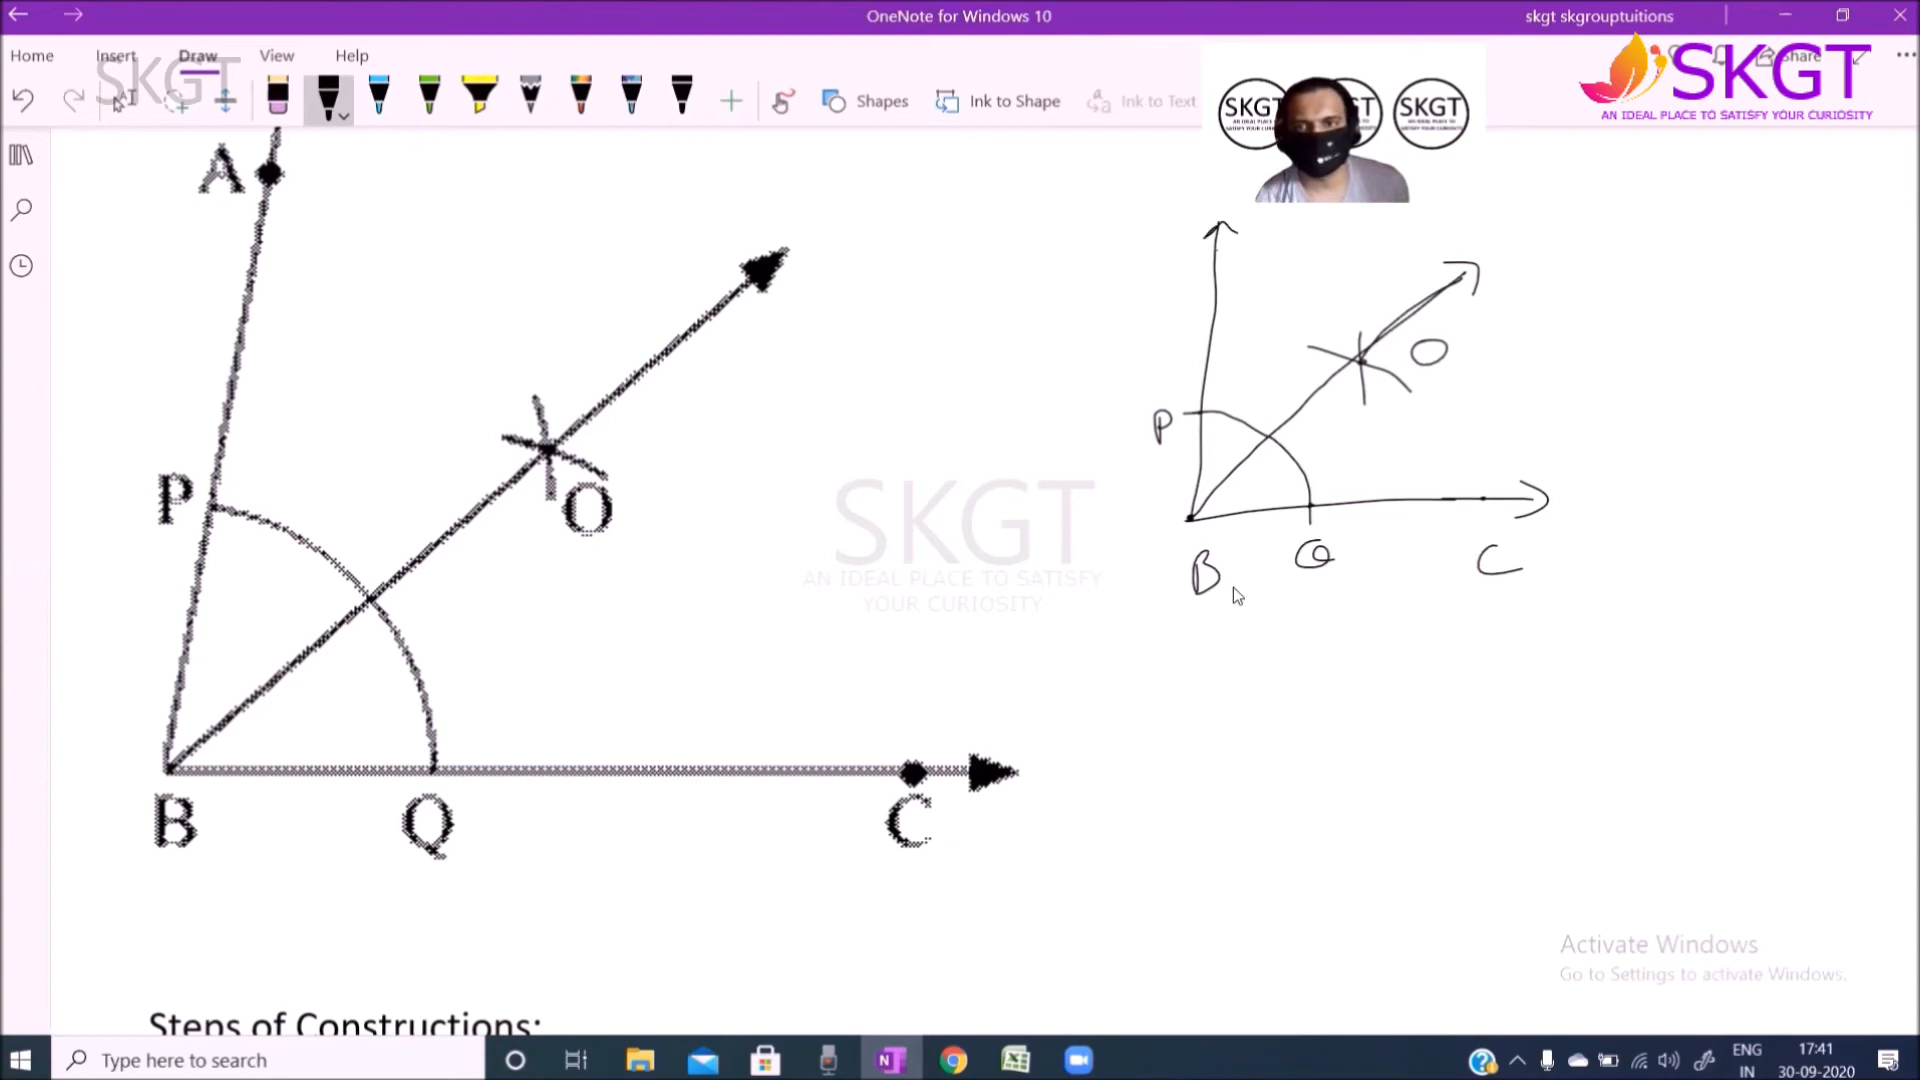 OneNote for Windows 10
skgt skgrouptuitions
Home Insert Draw View Help
Share
SKGT
SKGT
AN IDEAL PLACE TO SATISFY YOUR CURIOSITY
Shapes
Ink to Shape
Ink to Text
SKGT
SKGT
A
P
O
B
Q
C
SKGT
AN IDEAL PLACE TO SATISFY
YOUR CURIOSITY
P
O
B
Q
C
Activate Windows
Go to Settings to activate Windows.
Steps of Constructions:
Type here to search
ENG
IN
17:41
30-09-2020